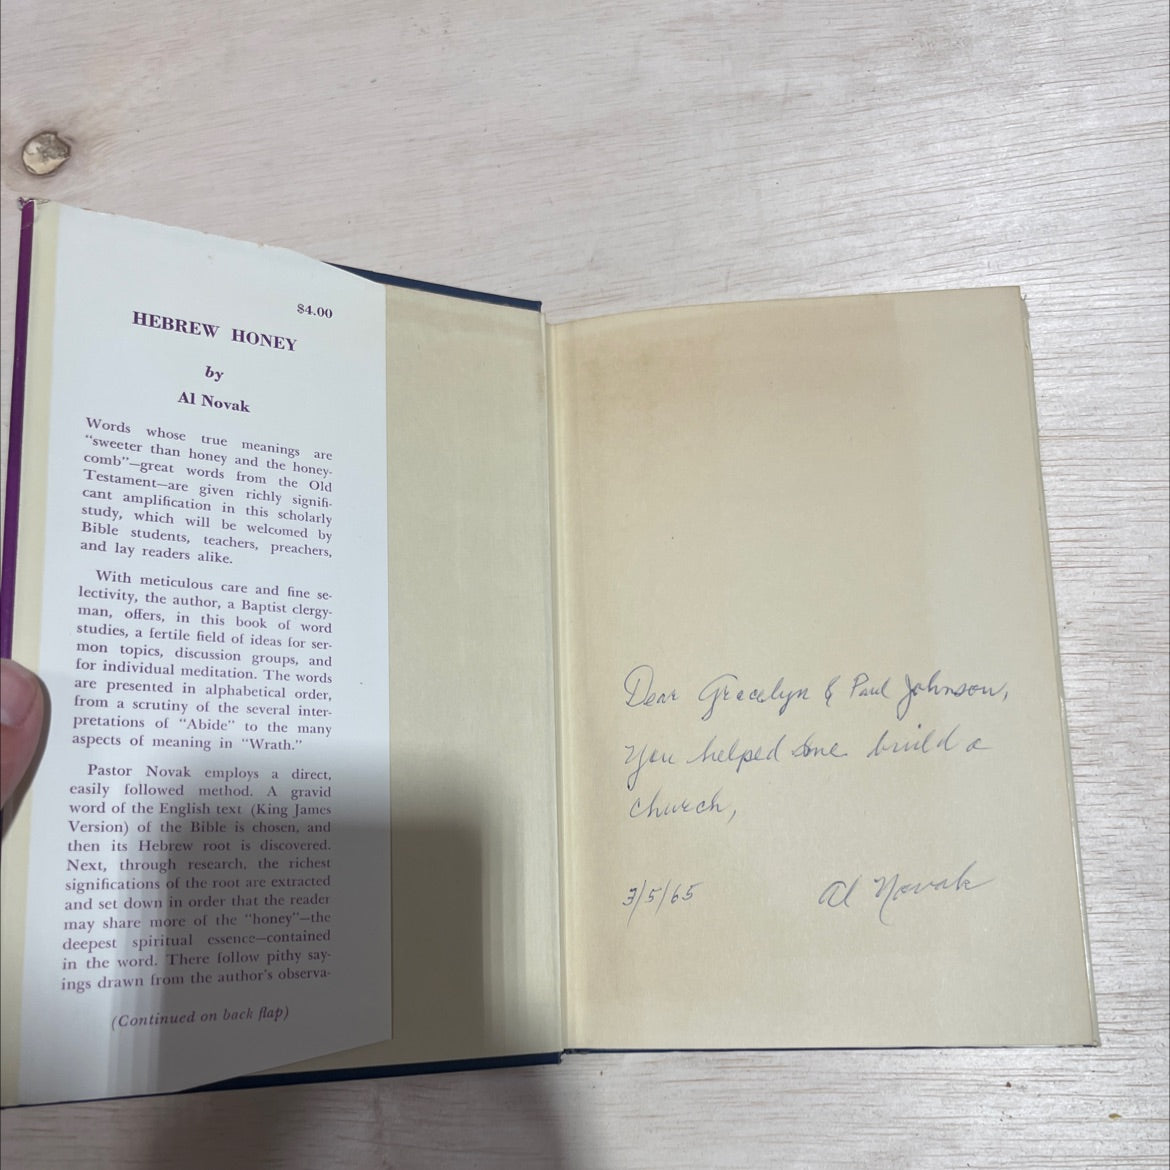 $4.00
HEBREW HONEY
by
Al Novak
Words whose true meanings are
"sweeter than honey and the honey-
comb"—great words from the Old
Testament—are given richly signifi-
cant amplification in this scholarly
study, which will be welcomed by
Bible students, teachers, preachers,
and lay readers alike.
With meticulous care and fine se-
lectivity, the author, a Baptist clergy-
man, offers, in this book of word
studies, a fertile field of ideas for ser-
mon topics, discussion groups, and
for individual meditation. The words
are presented in alphabetical order,
from a scrutiny of the several inter-
pretations of "Abide" to the many
aspects of meaning in "Wrath."
Pastor Novak employs a direct,
easily followed method. A gravid
word of the English text (King James
Version) of the Bible is chosen, and
then its Hebrew root is discovered.
Next, through research, the richest
significations of the root are extracted
and set down in order that the reader
may share more of the "honey"—the
deepest spiritual essence—contained
in the word. There follow pithy say-
ings drawn from the author's observa-
(Continued on back flap)
Dear Gracelyn & Paul Johnson,
You helped build a
church,
3/5/65 Al Novak